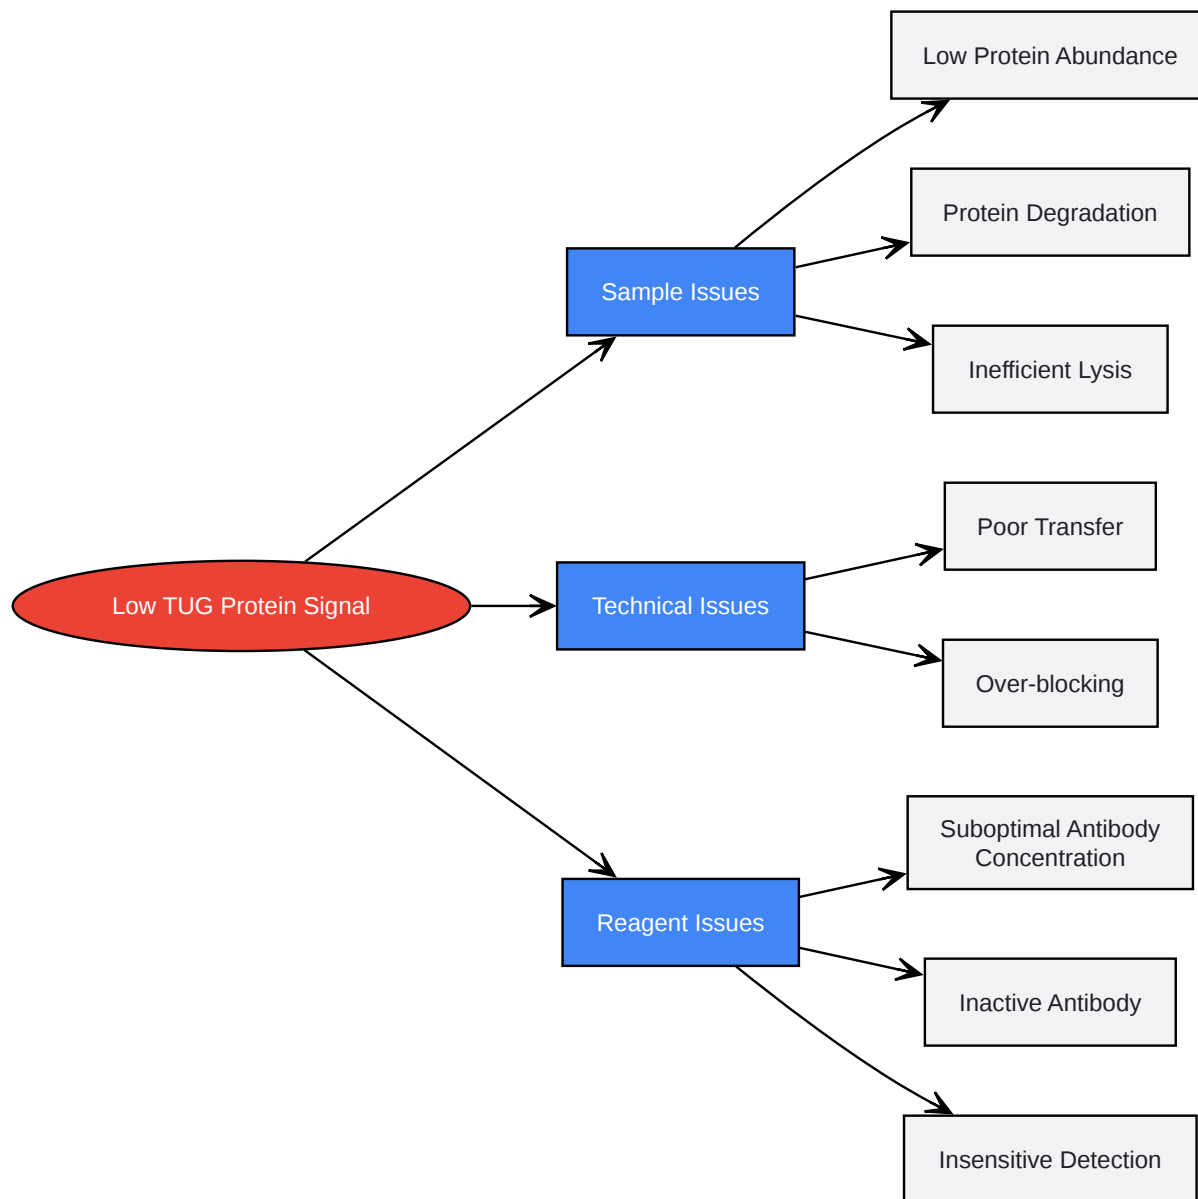 Low Protein Abundance
Protein Degradation
Sample Issues
Inefficient Lysis
Poor Transfer
Low TUG Protein Signal
Technical Issues
Over-blocking
Suboptimal Antibody
Concentration
Reagent Issues
Inactive Antibody
Insensitive Detection